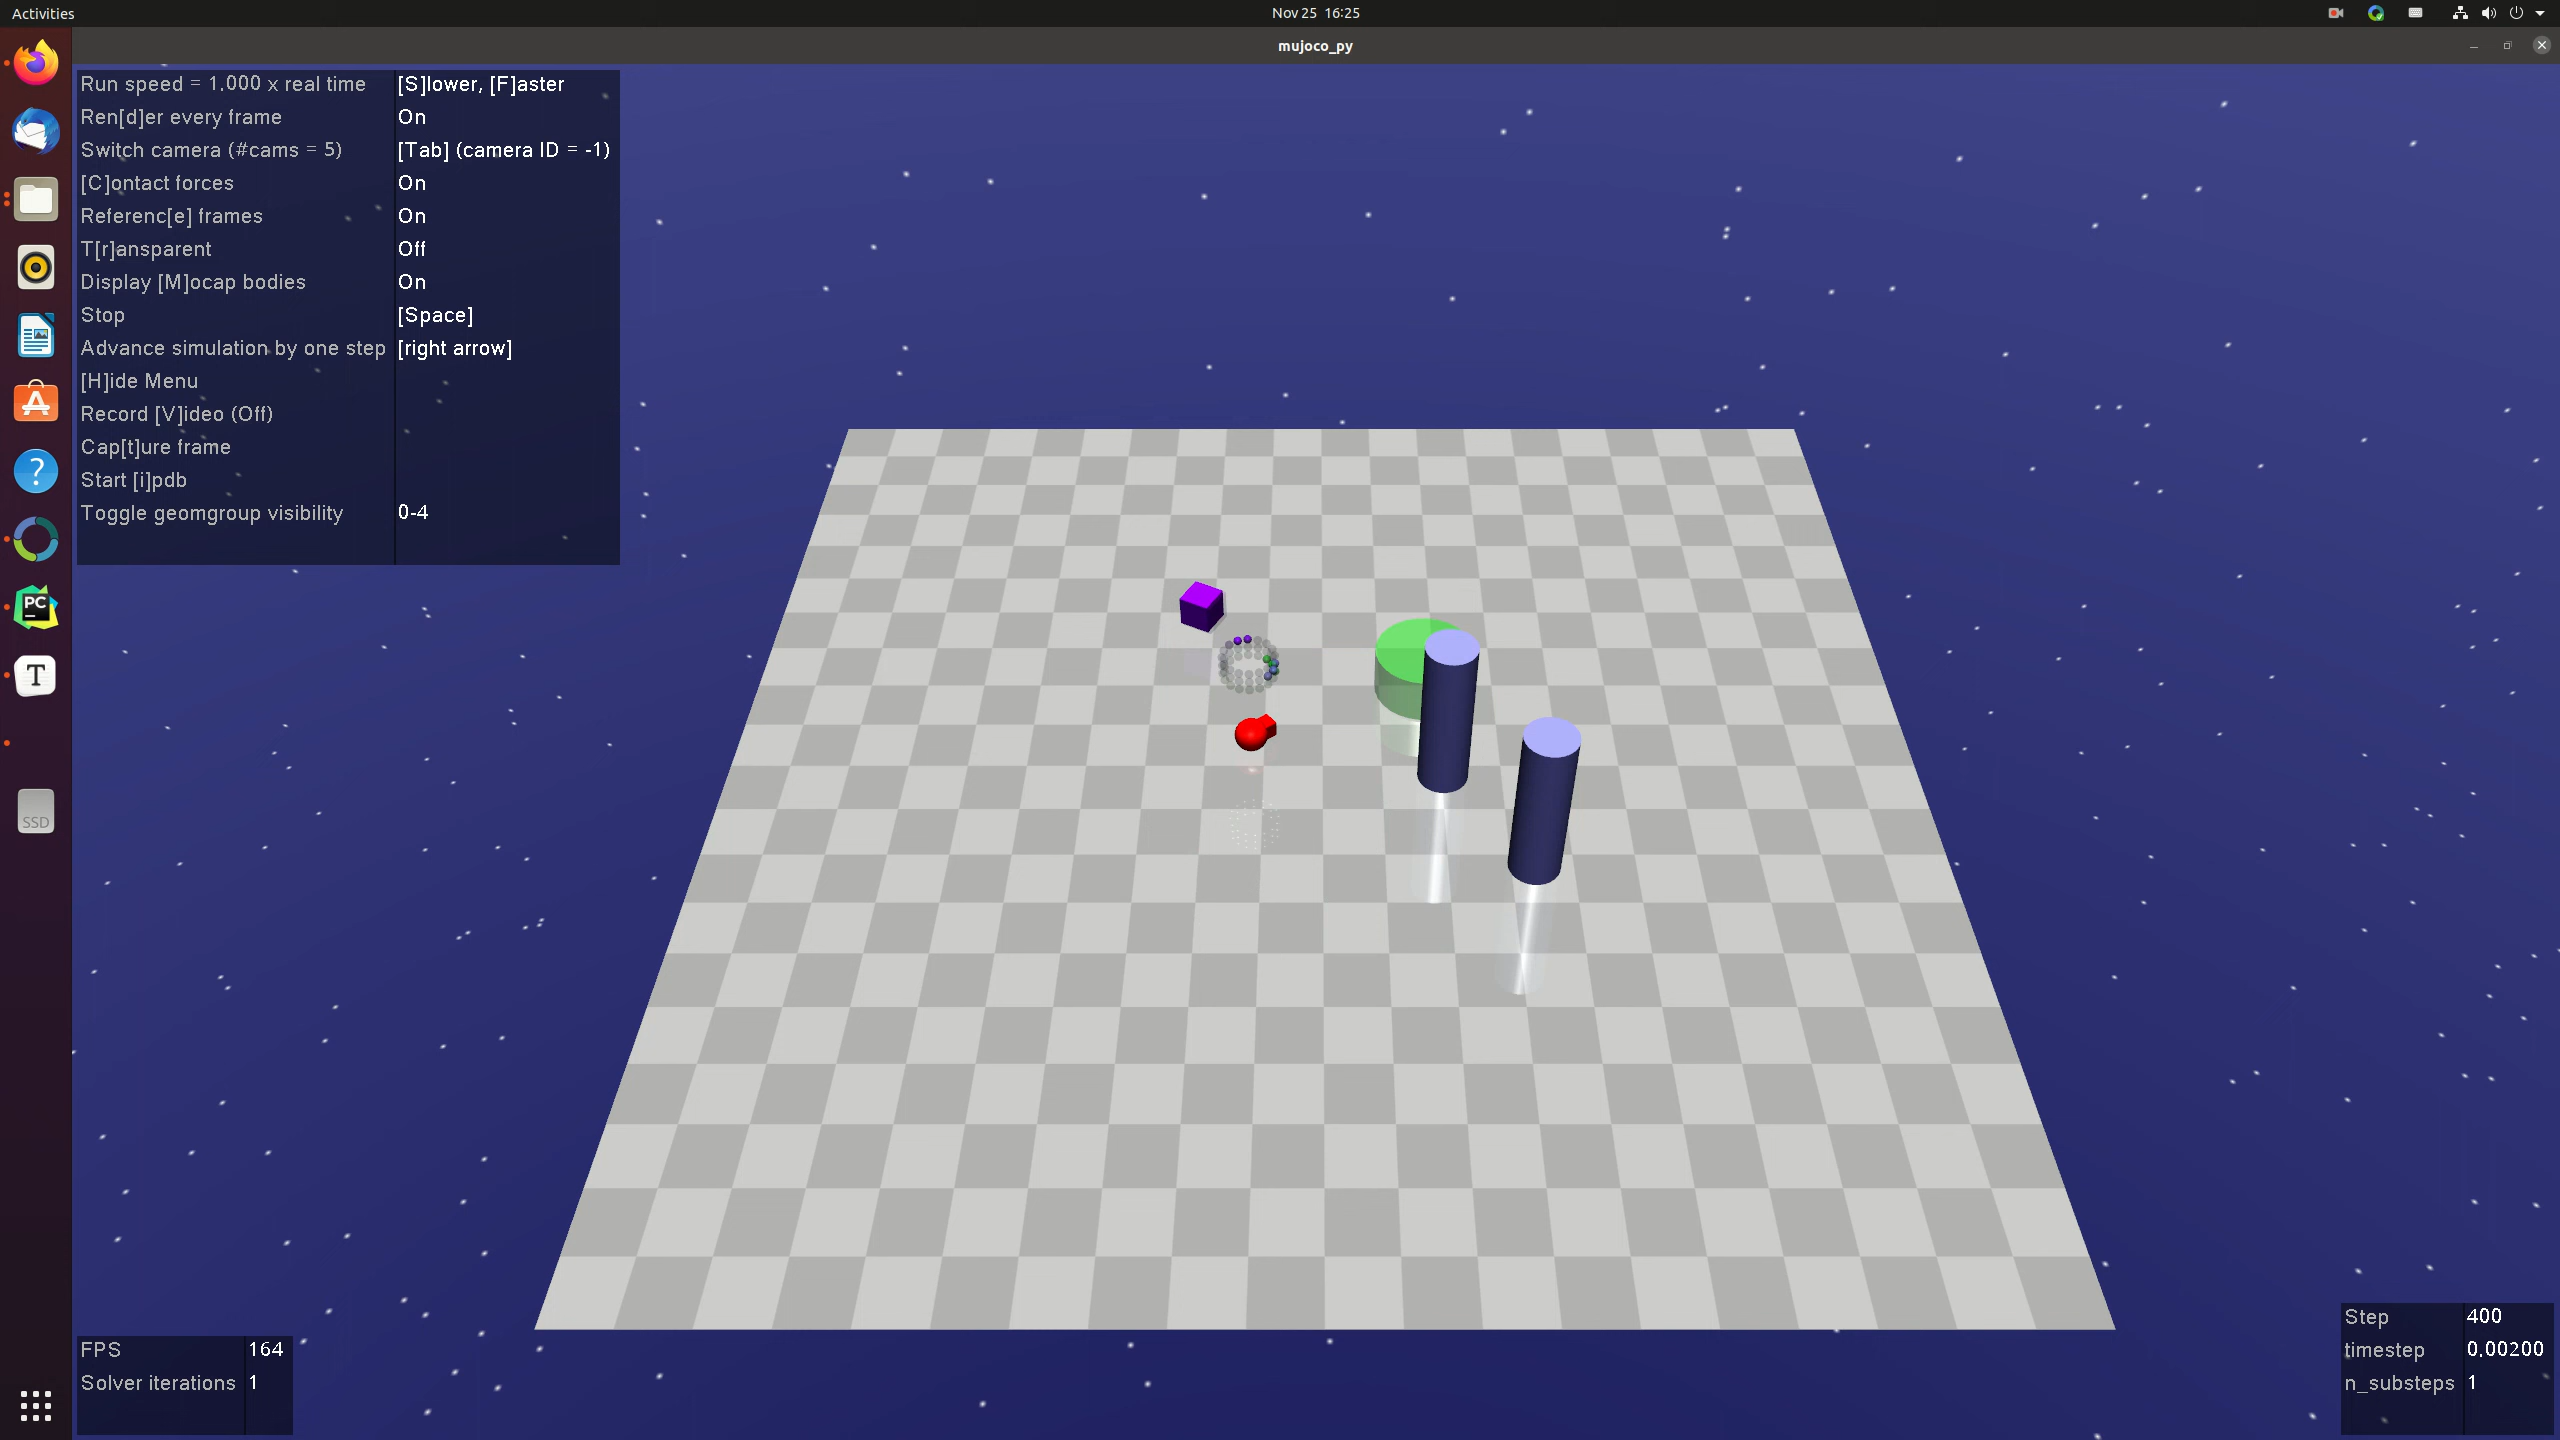 Activities
Nov 25 16:25
mujoco_py
Run speed = 1.000 x real time [S]lower, [F]aster
Ren[d]er every frame On
Switch camera (#cams = 5) [Tab] (camera ID = -1)
[C]ontact forces On
Referenc[e] frames On
T[r]ansparent Off
Display [M]ocap bodies On
Stop [Space]
Advance simulation by one step [right arrow]
[H]ide Menu
Record [V]ideo (Off)
Cap[t]ure frame
Start [i]pdb
Toggle geomgroup visibility 0-4
PC
T
SSD
FPS 164
Solver iterations 1
Step 400
timestep 0.00200
n_substeps 1